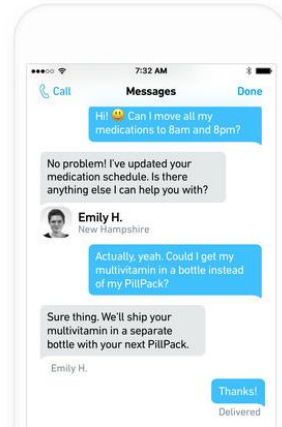 7:32 AM
Call Messages Done
Hi! 😃 Can I move all my
medications to 8am and 8pm?
No problem! I've updated your
medication schedule. Is there
anything else I can help you with?
Emily H.
New Hampshire
Actually, yeah. Could I get my
multivitamin in a bottle instead
of my PillPack?
Sure thing. We'll ship your
multivitamin in a separate
bottle with your next PillPack.
Emily H.
Thanks!
Delivered